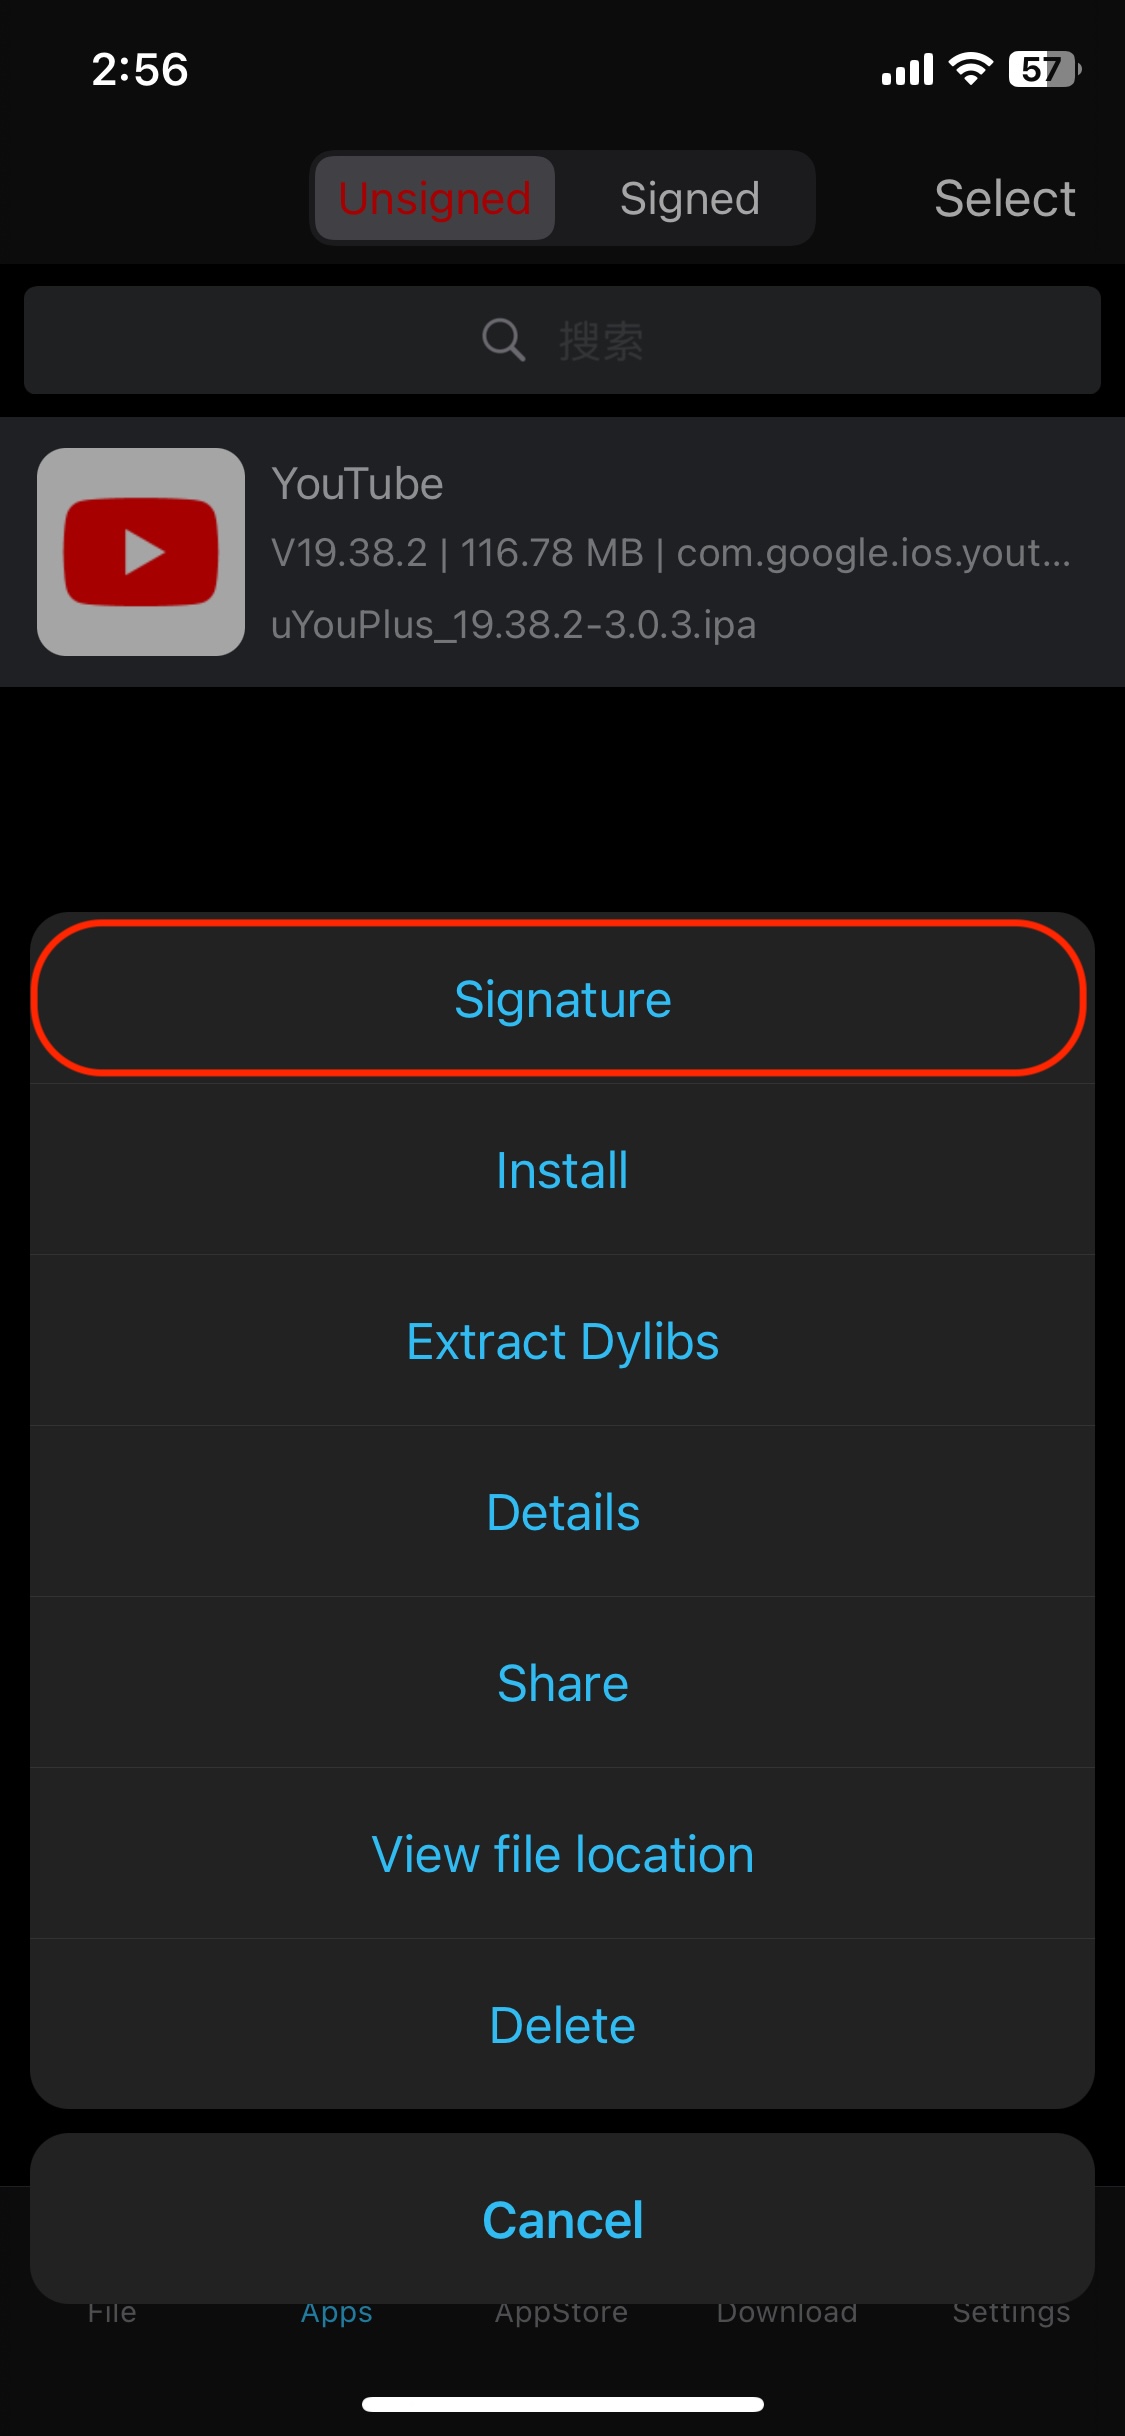 2:56
57
Unsigned
Signed
Select
搜索
YouTube
V19.38.2 | 116.78 MB | com.google.ios.yout...
uYouPlus_19.38.2-3.0.3.ipa
Signature
Install
Extract Dylibs
Details
Share
View file location
Delete
Cancel
File
Apps
AppStore
Download
Settings